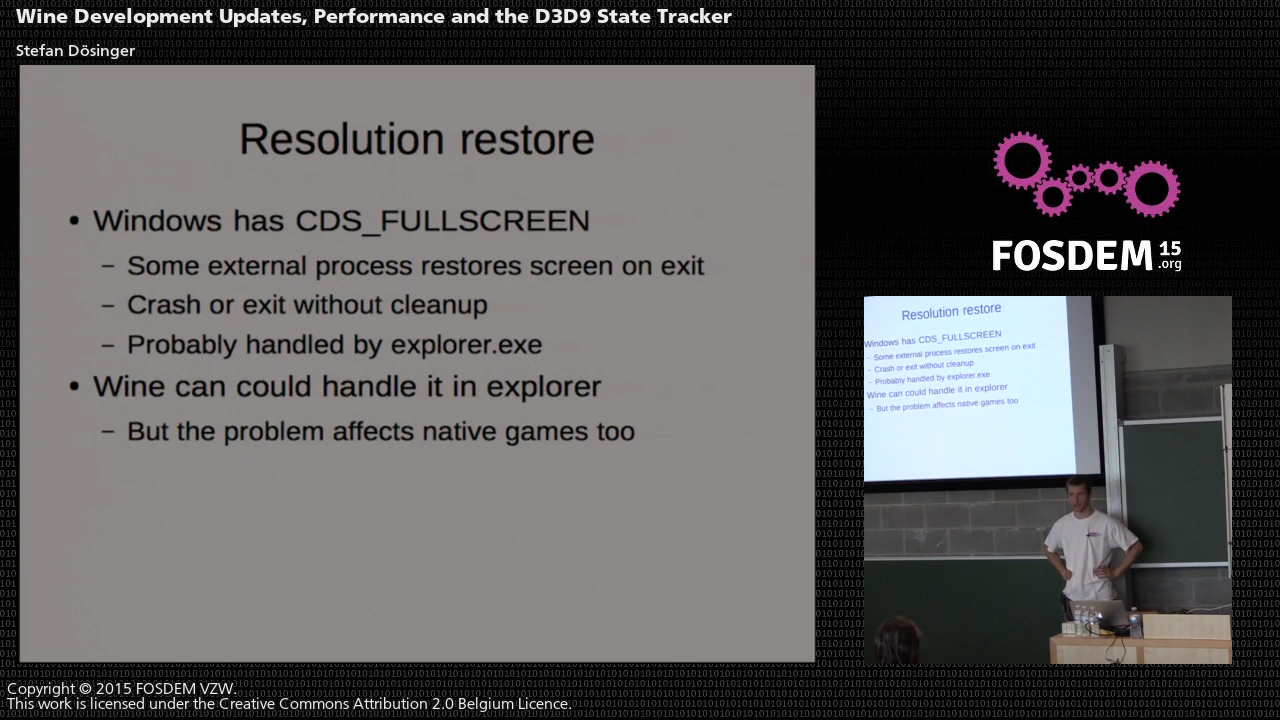 Wine Development Updates, Performance and the D3D9 State Tracker
Stefan Dösinger
Resolution restore
• Windows has CDS_FULLSCREEN
– Some external process restores screen on exit
– Crash or exit without cleanup
– Probably handled by explorer.exe
• Wine can could handle it in explorer
– But the problem affects native games too
FOSDEM 15 .org
Resolution restore
Windows has CDS_FULLSCREEN
– Some external process restores screen on exit
– Crash or exit without cleanup
– Probably handled by explorer.exe
Wine can could handle it in explorer
– But the problem affects native games too
Copyright © 2015 FOSDEM VZW.
This work is licensed under the Creative Commons Attribution 2.0 Belgium Licence.